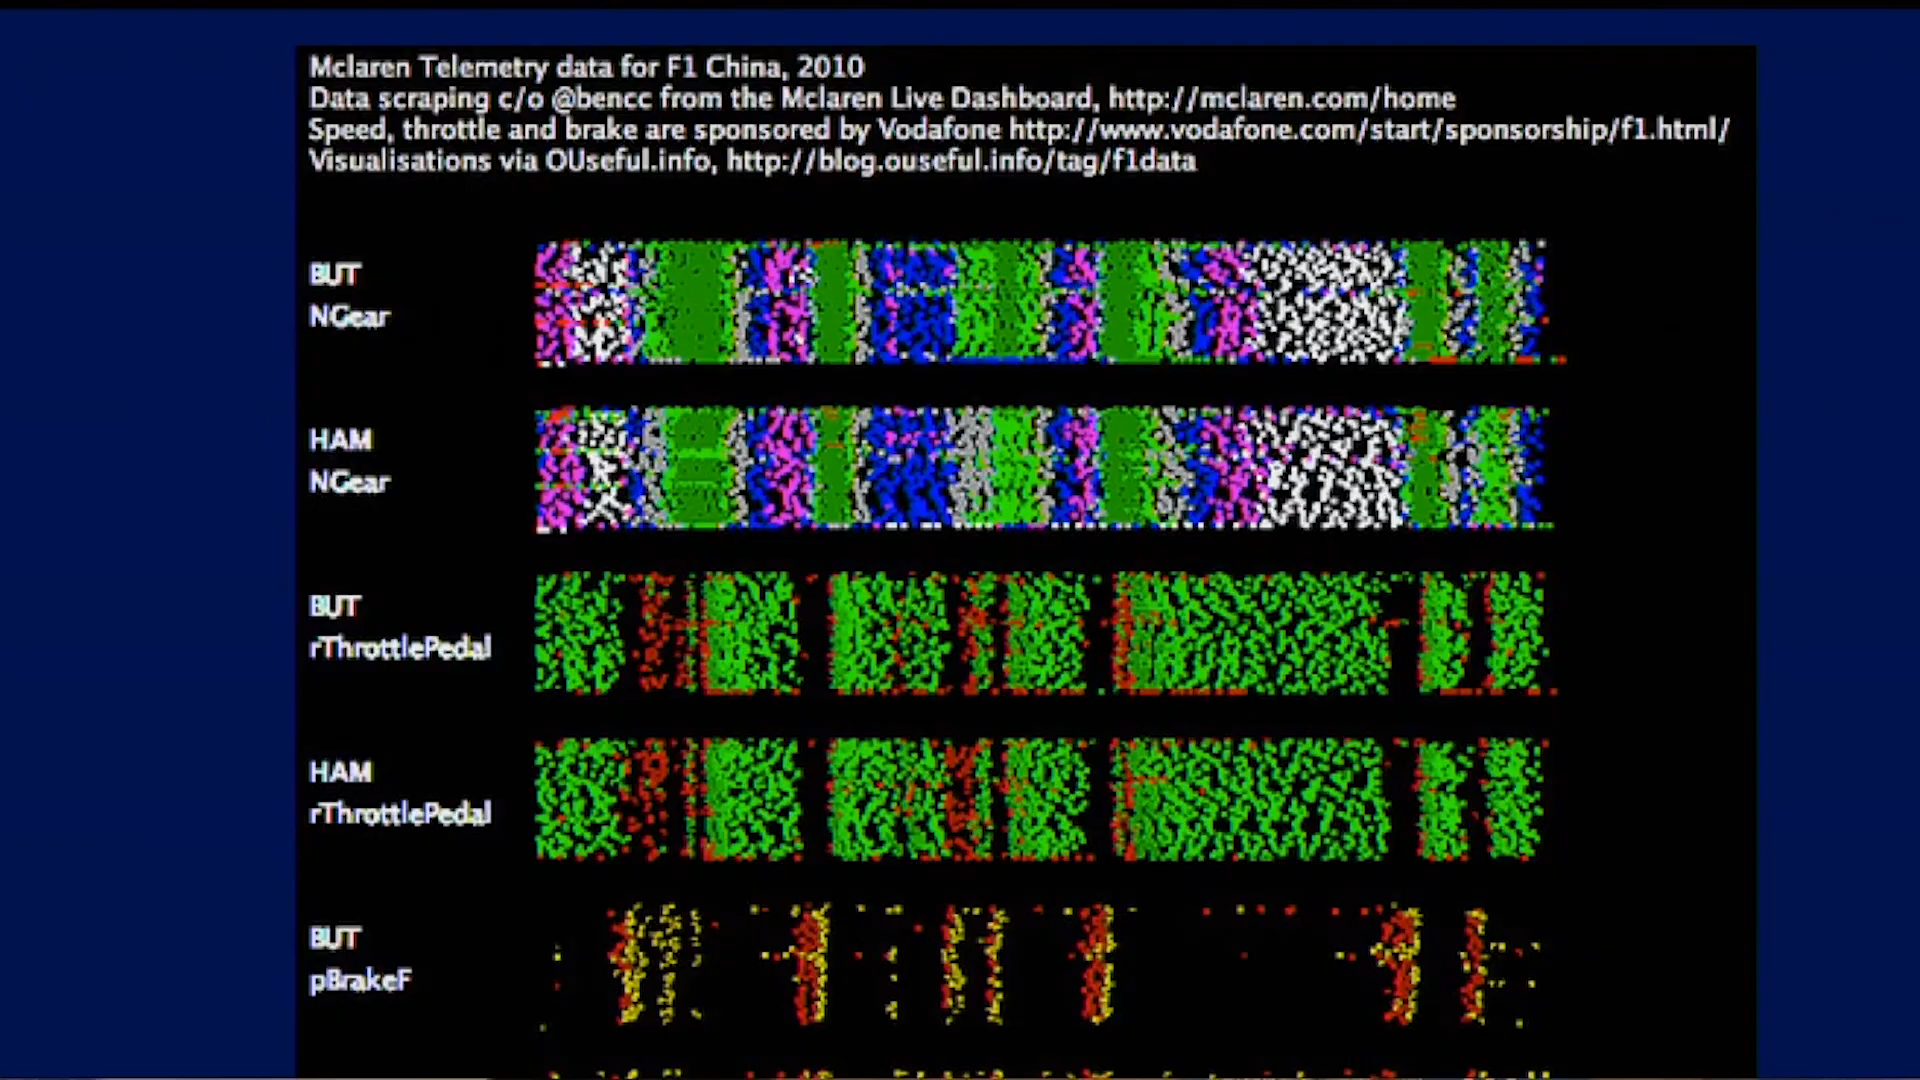 Mclaren Telemetry data for F1 China, 2010
Data scraping c/o @bencc from the Mclaren Live Dashboard, http://mclaren.com/home
Speed, throttle and brake are sponsored by Vodafone http://www.vodafone.com/start/sponsorship/f1.html/
Visualisations via OUseful.info, http://blog.ouseful.info/tag/f1data
BUT
NGear
HAM
NGear
BUT
rThrottlePedal
HAM
rThrottlePedal
BUT
pBrakeF